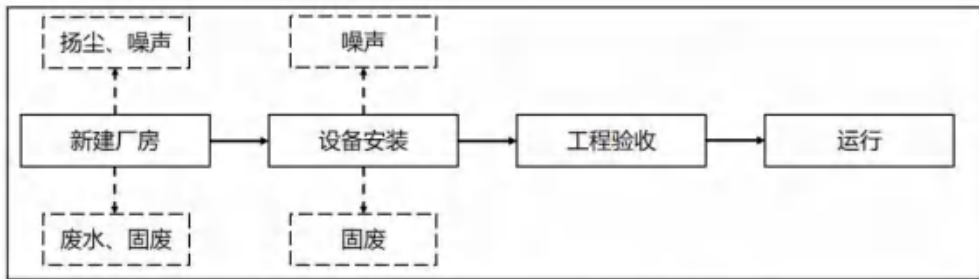 扬尘、噪声
噪声
新建厂房
设备安装
工程验收
运行
废水、固废
固废